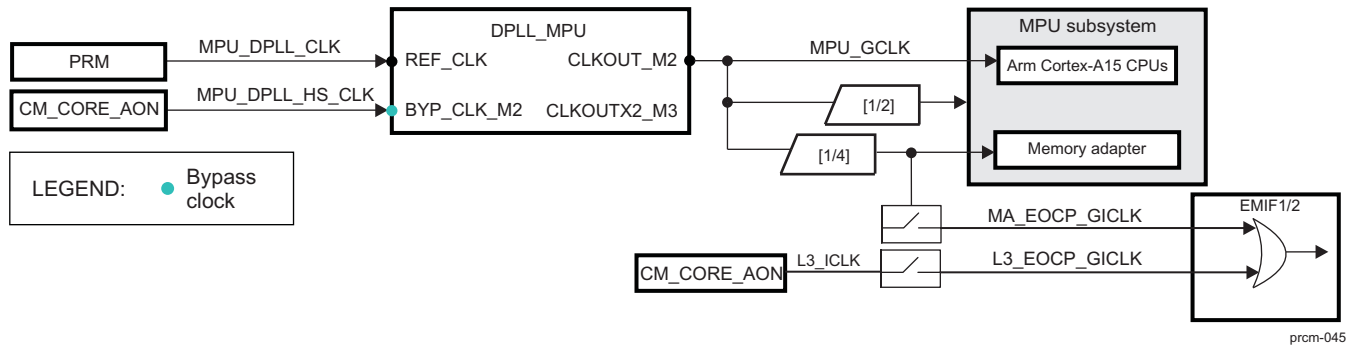 DPLL_MPU
MPU subsystem
PRM
MPU_DPLL_CLK
REF_CLK
CLKOUT_M2
MPU_GCLK
Arm Cortex-A15 CPUs
CM_CORE_AON
MPU_DPLL_HS_CLK
BYP_CLK_M2
CLKOUTX2_M3
[1/2]
[1/4]
Memory adapter
LEGEND:
Bypass
clock
EMIF1/2
MA_EOCP_GICLK
CM_CORE_AON
L3_ICLK
L3_EOCP_GICLK
prcm-045